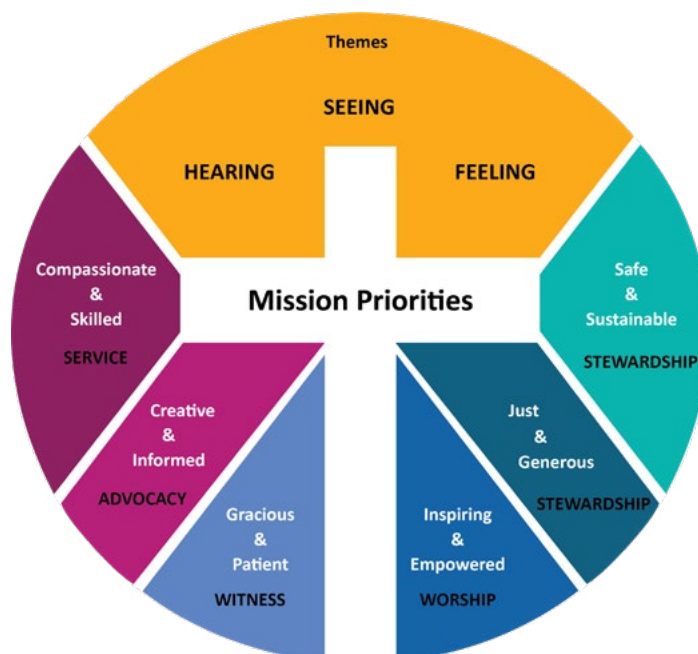 Themes
SEEING
HEARING
FEELING
Mission Priorities
Compassionate
&
Skilled
SERVICE
Safe
&
Sustainable
STEWARDSHIP
Creative
&
Informed
ADVOCACY
Just
&
Generous
STEWARDSHIP
Gracious
&
Patient
WITNESS
Inspiring
&
Empowered
WORSHIP